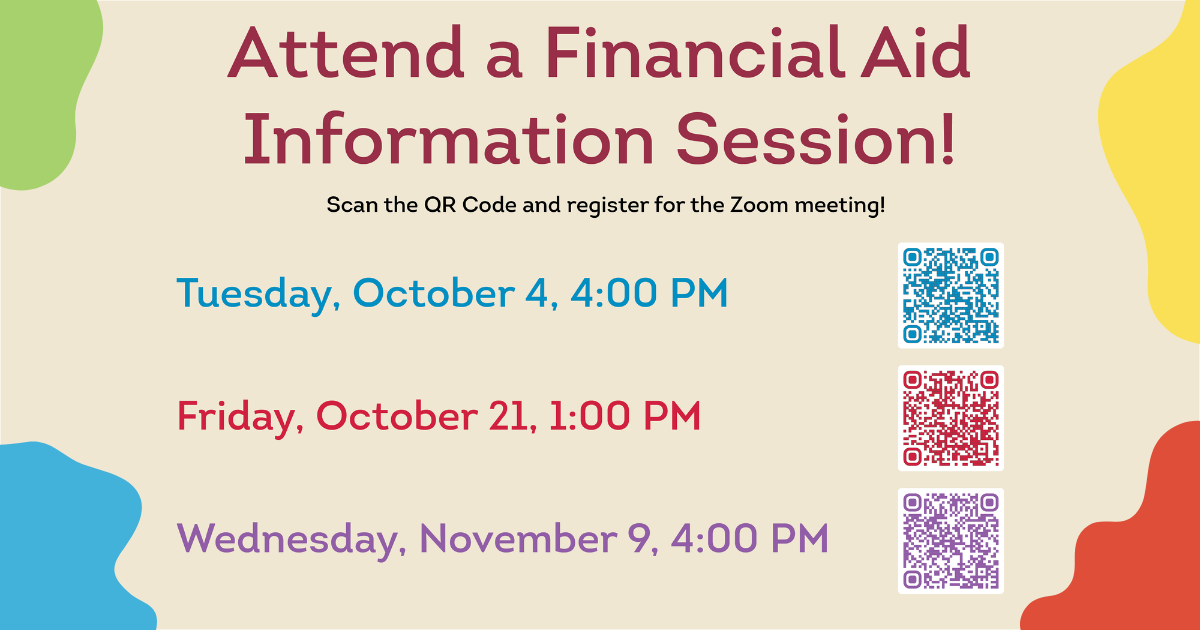 Attend a Financial Aid
Information Session!
Scan the QR Code and register for the Zoom meeting!
Tuesday, October 4, 4:00 PM
Friday, October 21, 1:00 PM
Wednesday, November 9, 4:00 PM